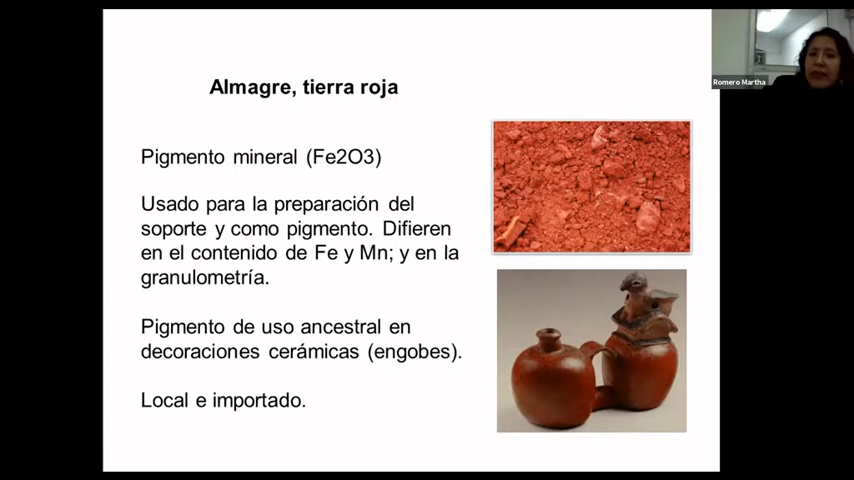 Almagre, tierra roja
Pigmento mineral (Fe2O3)
Usado para la preparación del
soporte y como pigmento. Difieren
en el contenido de Fe y Mn; y en la
granulometría.
Pigmento de uso ancestral en
decoraciones cerámicas (engobes).
Local e importado.
Romero Martha